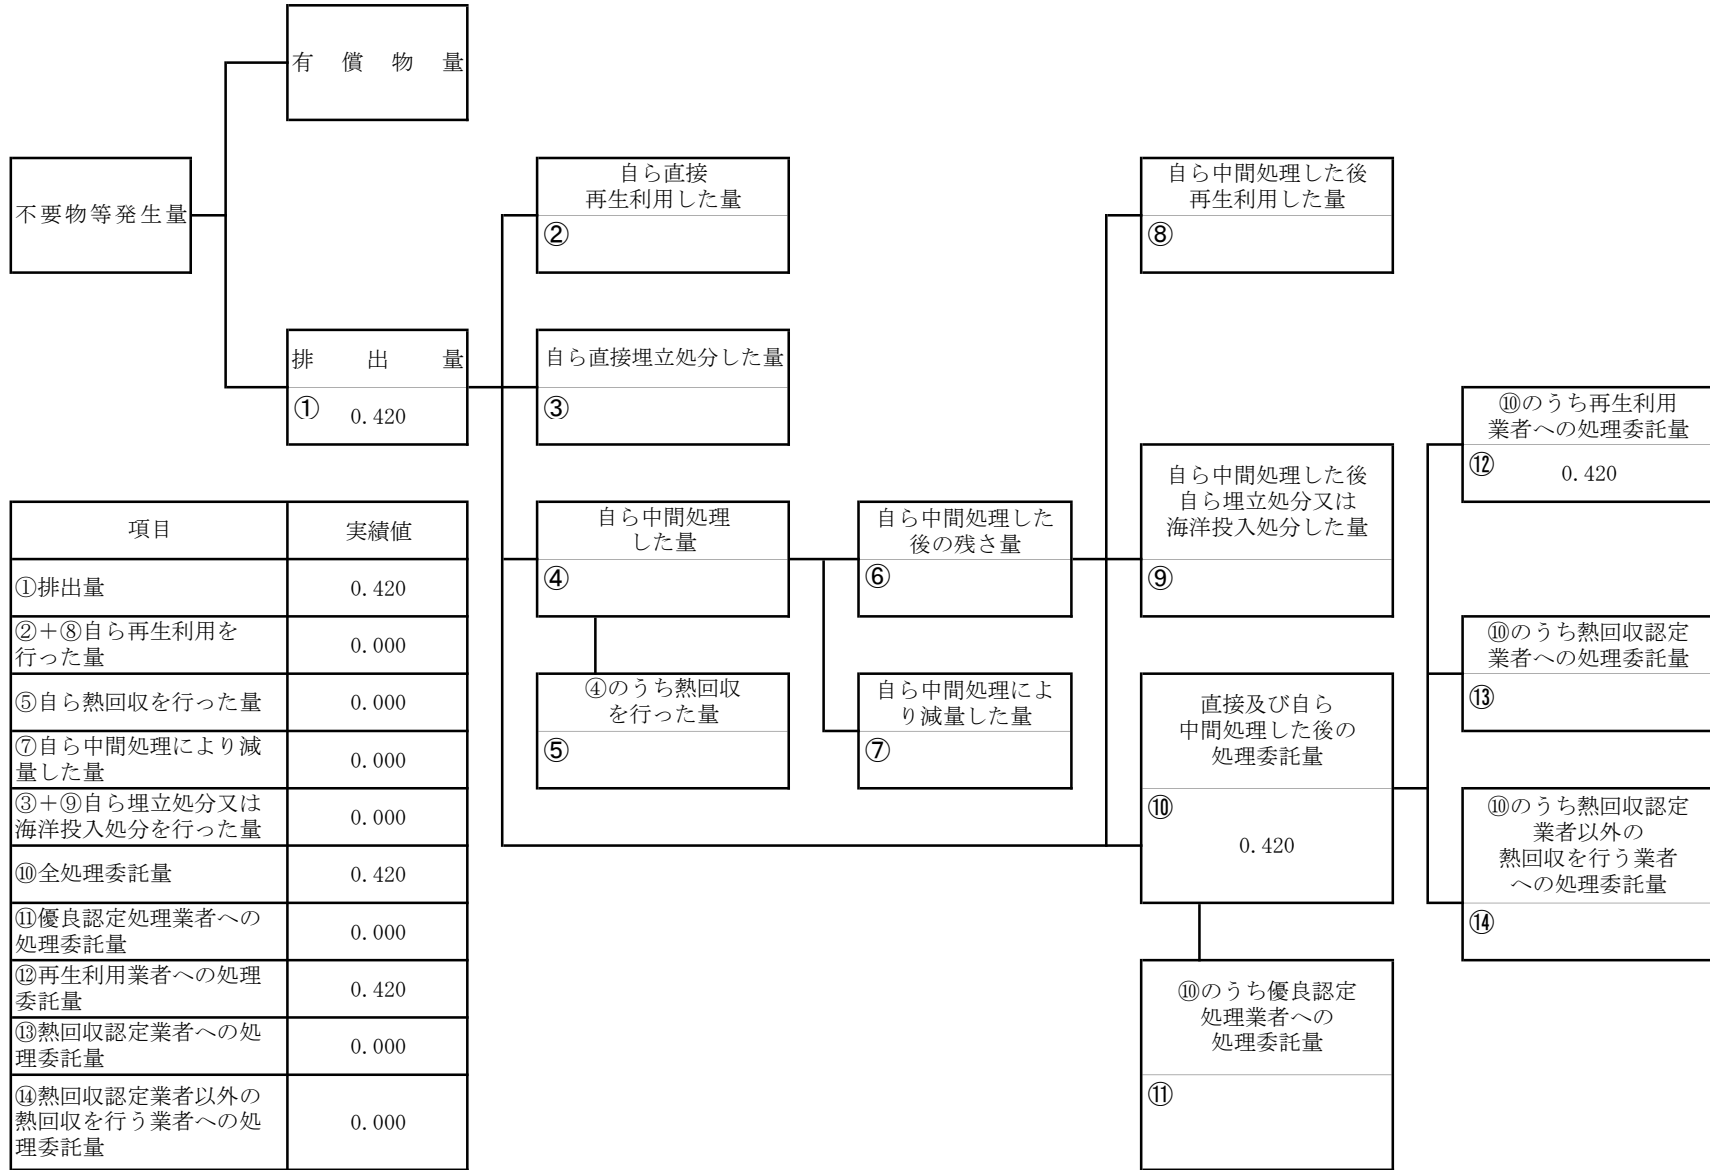 有償物量
不要物等発生量
排出量
① 0.420
自ら直接
再生利用した量
②
自ら直接埋立処分した量
③
自ら中間処理
した量
④
④のうち熱回収
を行った量
⑤
自ら中間処理した
後の残さ量
⑥
自ら中間処理によ
り減量した量
⑦
自ら中間処理した後
再生利用した量
⑧
自ら中間処理した後
自ら埋立処分又は
海洋投入処分した量
⑨
直接及び自ら
中間処理した後の
処理委託量
⑩
0.420
⑩のうち優良認定
処理業者への
処理委託量
⑪
⑩のうち再生利用
業者への処理委託量
⑫ 0.420
⑩のうち熱回収認定
業者への処理委託量
⑬
⑩のうち熱回収認定
業者以外の
熱回収を行う業者
への処理委託量
⑭
項目 実績値
①排出量 0.420
②＋⑧自ら再生利用を
行った量 0.000
⑤自ら熱回収を行った量 0.000
⑦自ら中間処理により減
量した量 0.000
③＋⑨自ら埋立処分又は
海洋投入処分を行った量 0.000
⑩全処理委託量 0.420
⑪優良認定処理業者への
処理委託量 0.000
⑫再生利用業者への処理
委託量 0.420
⑬熱回収認定業者への処
理委託量 0.000
⑭熱回収認定業者以外の
熱回収を行う業者への処
理委託量 0.000